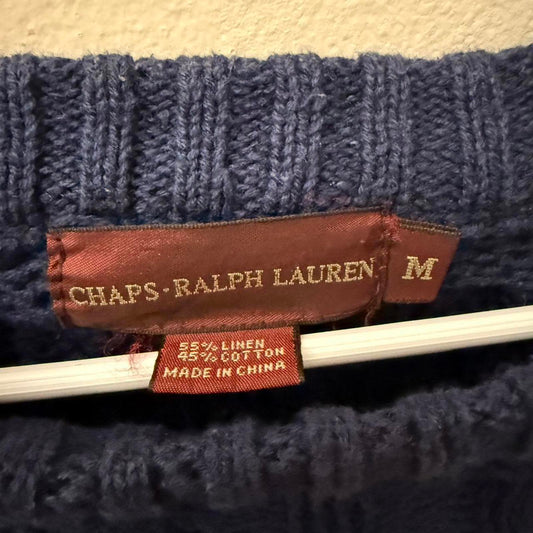 CHAPS-RALPH LAUREN
M
55% LINEN
45% COTTON
MADE IN CHINA